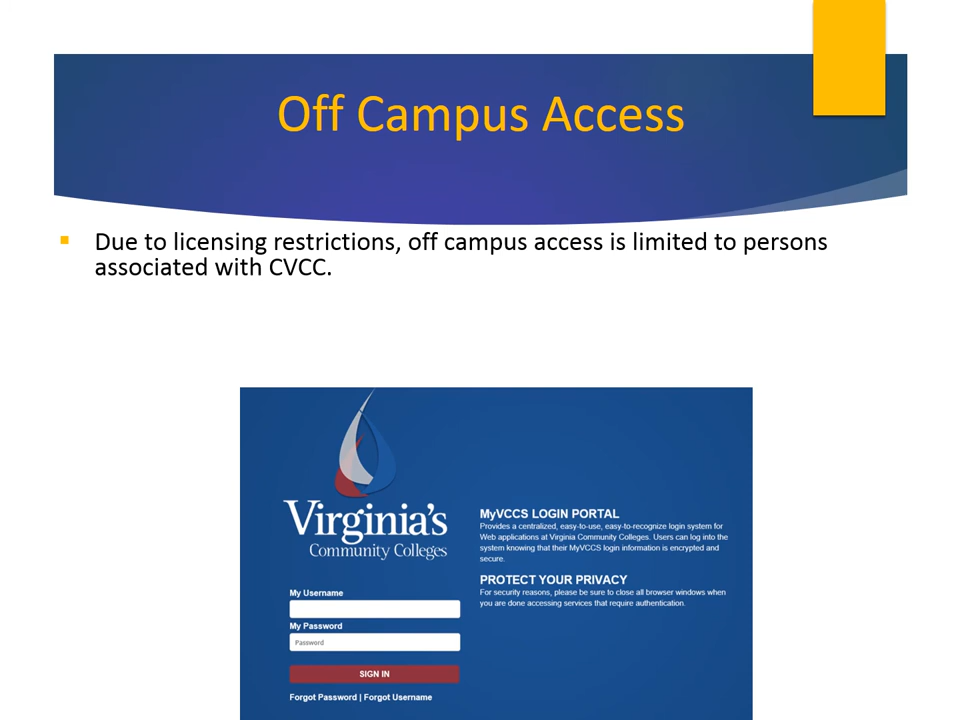 Off Campus Access
Due to licensing restrictions, off campus access is limited to persons
associated with CVCC.
Virginia's
Community Colleges
My Username
My Password
Password
SIGN IN
Forgot Password | Forgot Username
MyVCCS LOGIN PORTAL
Provides a centralized, easy-to-use, easy-to-recognize login system for
Web applications at Virginia Community Colleges. Users can log into the
system knowing that their MyVCCS login information is encrypted and
secure.
PROTECT YOUR PRIVACY
For security reasons, please be sure to close all browser windows when
you are done accessing services that require authentication.